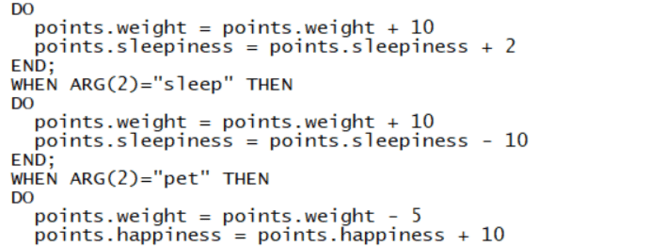 DO
points.weight = points.weight + 10
points.sleepiness = points.sleepiness + 2
END;
WHEN ARG(2)="sleep" THEN
DO
points.weight = points.weight + 10
points.sleepiness = points.sleepiness - 10
END;
WHEN ARG(2)="pet" THEN
DO
points.weight = points.weight - 5
points.happiness = points.happiness + 10